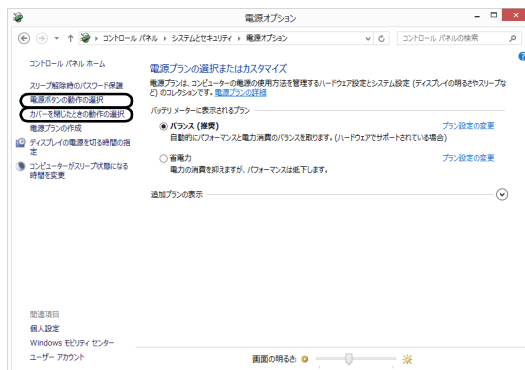 電源オプション
コントロール パネル ▸ システムとセキュリティ ▸ 電源オプション
コントロール パネルの検索
コントロール パネル ホーム
スリープ解除時のパスワード保護
電源ボタンの動作の選択
カバーを閉じたときの動作の選択
電源プランの作成
ディスプレイの電源を切る時間の指
定
コンピューターがスリープ状態になる
時間を変更
電源プランの選択またはカスタマイズ
電源プランは、コンピューターの電源の使用方法を管理するハードウェア設定とシステム設定 (ディスプレイの明るさやスリープな
ど) のコレクションです。電源プランの詳細
バッテリ メーターに表示されるプラン
バランス (推奨)
プラン設定の変更
自動的にパフォーマンスと電力消費のバランスを取ります。(ハードウェアでサポートされている場合)
省電力
プラン設定の変更
電力の消費を抑えますが、パフォーマンスは低下します。
追加プランの表示
関連項目
個人設定
Windows モビリティ センター
ユーザー アカウント
画面の明るさ: